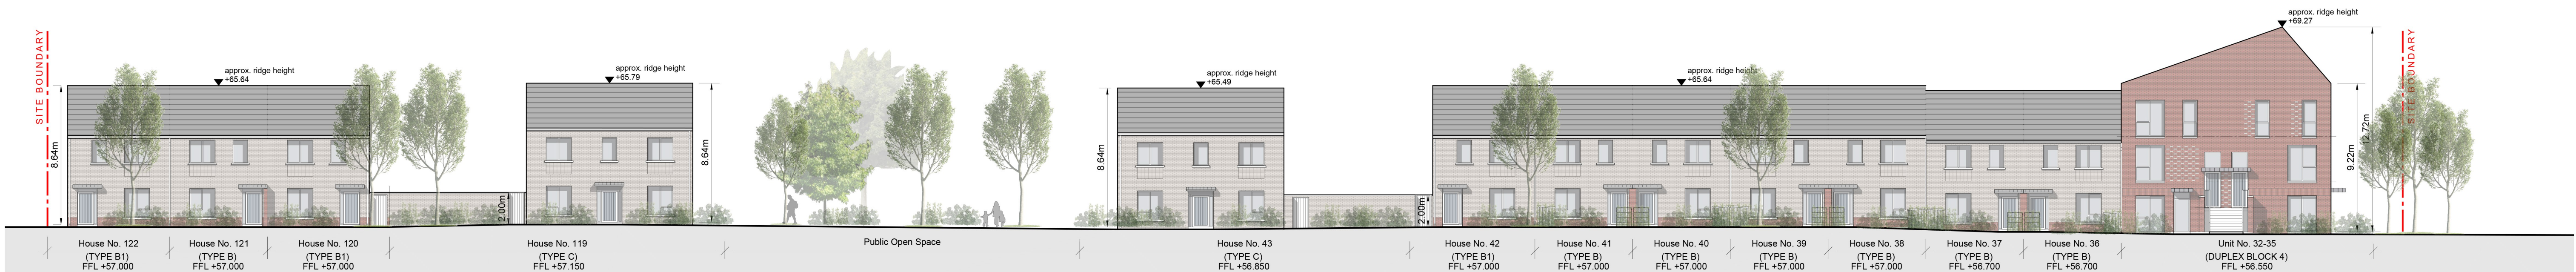 SITE BOUNDARY
8.64m
approx. ridge height
+65.64
2.00m
approx. ridge height
+65.79
8.64m
8.64m
approx. ridge height
+65.49
2.00m
approx. ridge height
+65.64
approx. ridge height
+69.27
9.22m
12.72m
SITE BOUNDARY
House No. 122
(TYPE B1)
FFL +57.000
House No. 121
(TYPE B)
FFL +57.000
House No. 120
(TYPE B1)
FFL +57.000
House No. 119
(TYPE C)
FFL +57.150
Public Open Space
House No. 43
(TYPE C)
FFL +56.850
House No. 42
(TYPE B1)
FFL +57.000
House No. 41
(TYPE B)
FFL +57.000
House No. 40
(TYPE B)
FFL +57.000
House No. 39
(TYPE B)
FFL +57.000
House No. 38
(TYPE B)
FFL +57.000
House No. 37
(TYPE B)
FFL +56.700
House No. 36
(TYPE B)
FFL +56.700
Unit No. 32-35
(DUPLEX BLOCK 4)
FFL +56.550